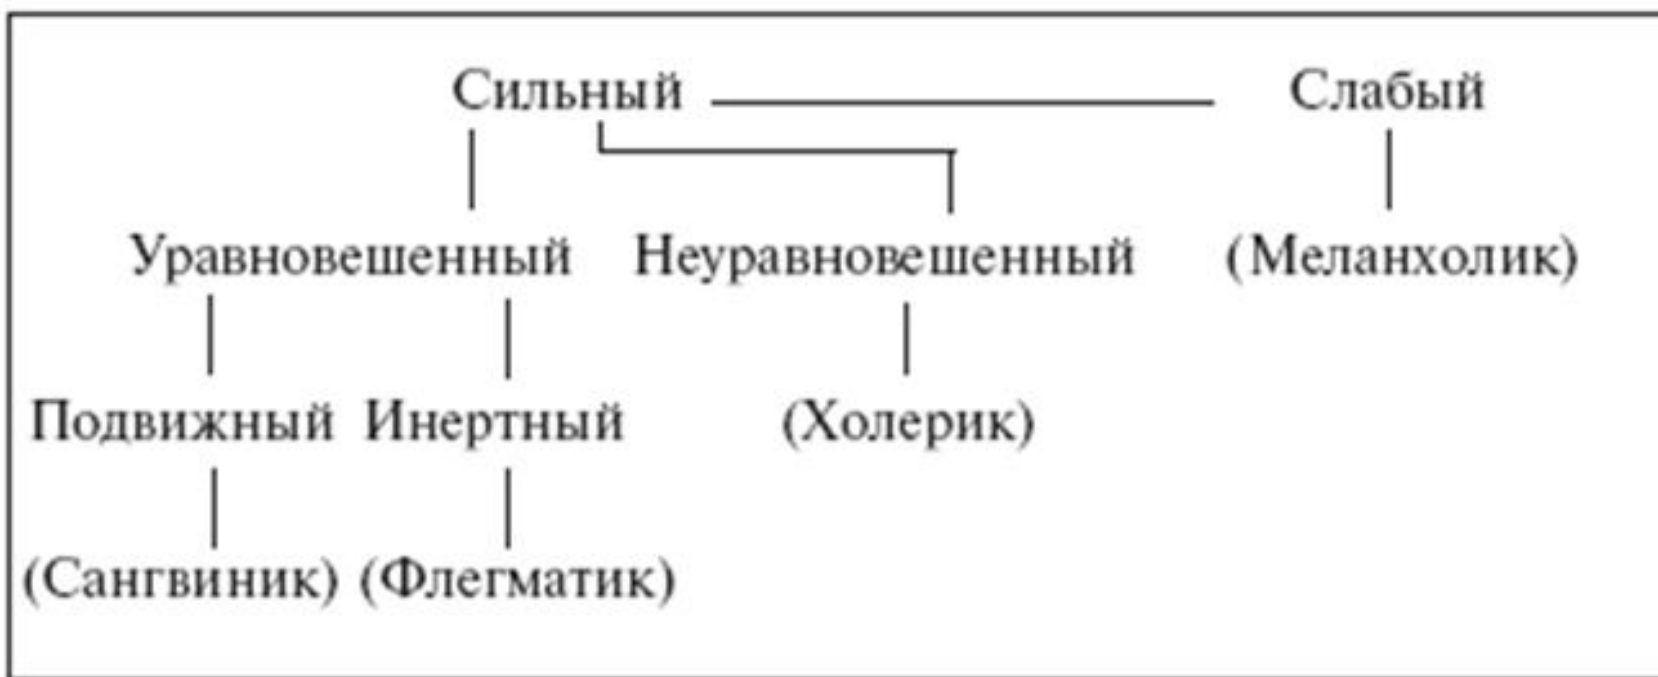 Сильный Слабый
Уравновешенный Неуравновешенный (Меланхолик)
Подвижный Инертный (Холерик)
(Сангвиник) (Флегматик)